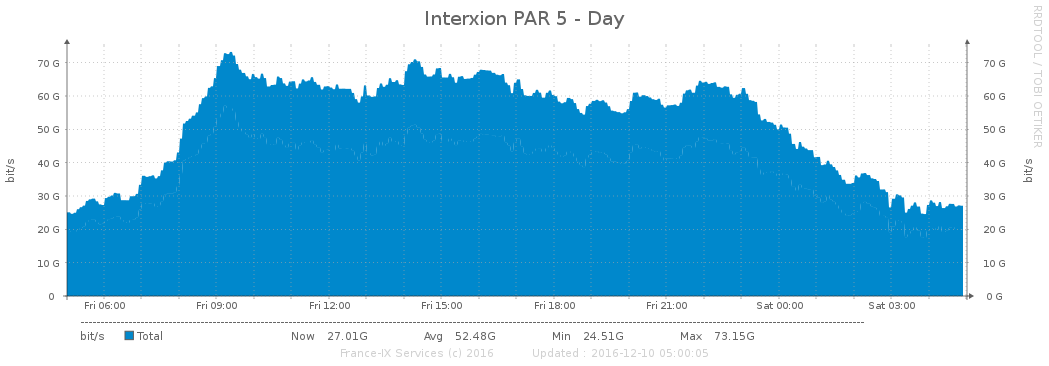 Interxion PAR 5 - Day
RRDTOOL / TOBI OETIKER
bit/s
70 G 70 G
60 G 60 G
50 G 50 G
40 G 40 G
30 G 30 G
20 G 20 G
10 G 10 G
0 0 G
bit/s
Fri 06:00 Fri 09:00 Fri 12:00 Fri 15:00 Fri 18:00 Fri 21:00 Sat 00:00 Sat 03:00
bit/s Total Now 27.01G Avg 52.48G Min 24.51G Max 73.15G
France-IX Services (c) 2016 Updated : 2016-12-10 05:00:05